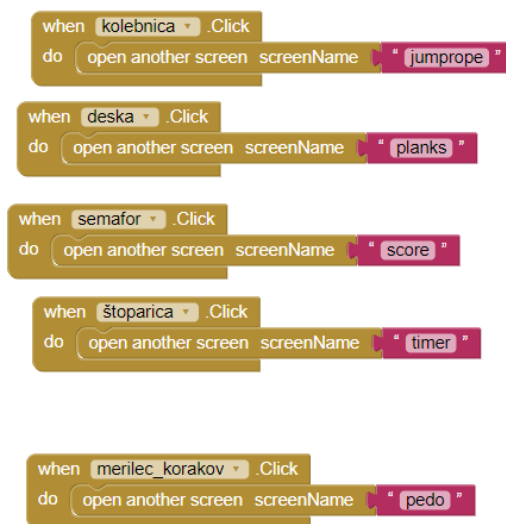 when kolebnica .Click
do open another screen screenName " jumprope "
when deska .Click
do open another screen screenName " planks "
when semafor .Click
do open another screen screenName " score "
when štoparica .Click
do open another screen screenName " timer "
when merilec_korakov .Click
do open another screen screenName " pedo "